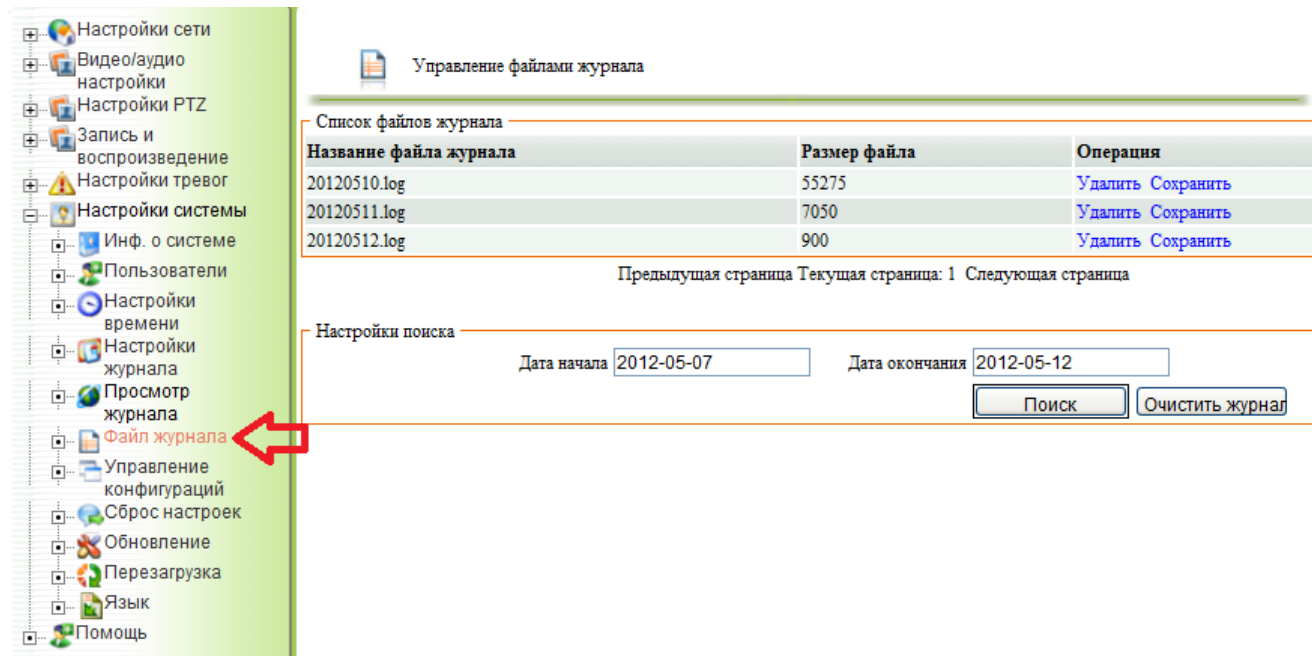 Настройки сети
Видео/аудио
настройки
Настройки PTZ
Запись и
воспроизведение
Настройки тревог
Настройки системы
Инф. о системе
Пользователи
Настройки
времени
Настройки
журнала
Просмотр
журнала
Файл журнала
Управление
конфигураций
Сброс настроек
Обновление
Перезагрузка
Язык
Помощь
Управление файлами журнала
Список файлов журнала
Название файла журнала Размер файла Операция
20120510.log 55275 Удалить Сохранить
20120511.log 7050 Удалить Сохранить
20120512.log 900 Удалить Сохранить
Предыдущая страница Текущая страница: 1 Следующая страница
Настройки поиска
Дата начала 2012-05-07 Дата окончания 2012-05-12
Поиск Очистить журнал